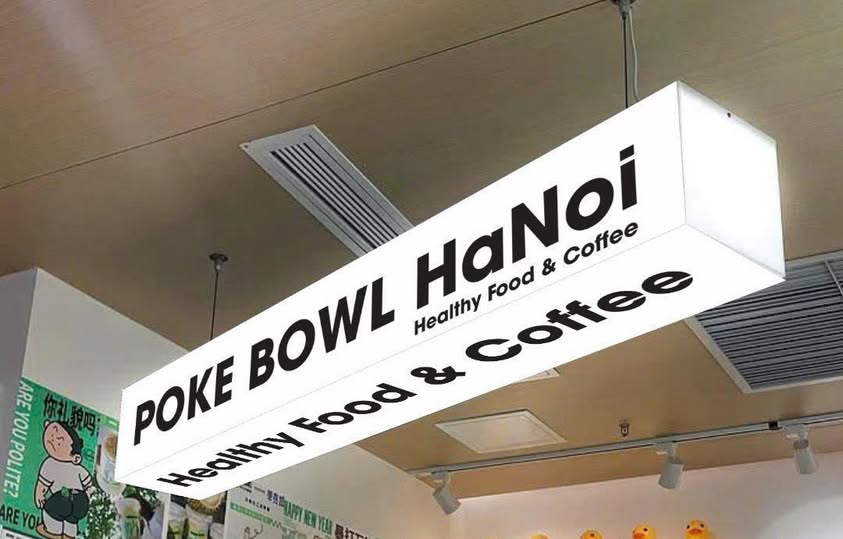 POKE BOWL HaNoi
Healthy Food & Coffee
Healthy Food & Coffee
你礼貌吗
ARE YOU POLITE?
ARE YOU
HAPPY NEW YEAR